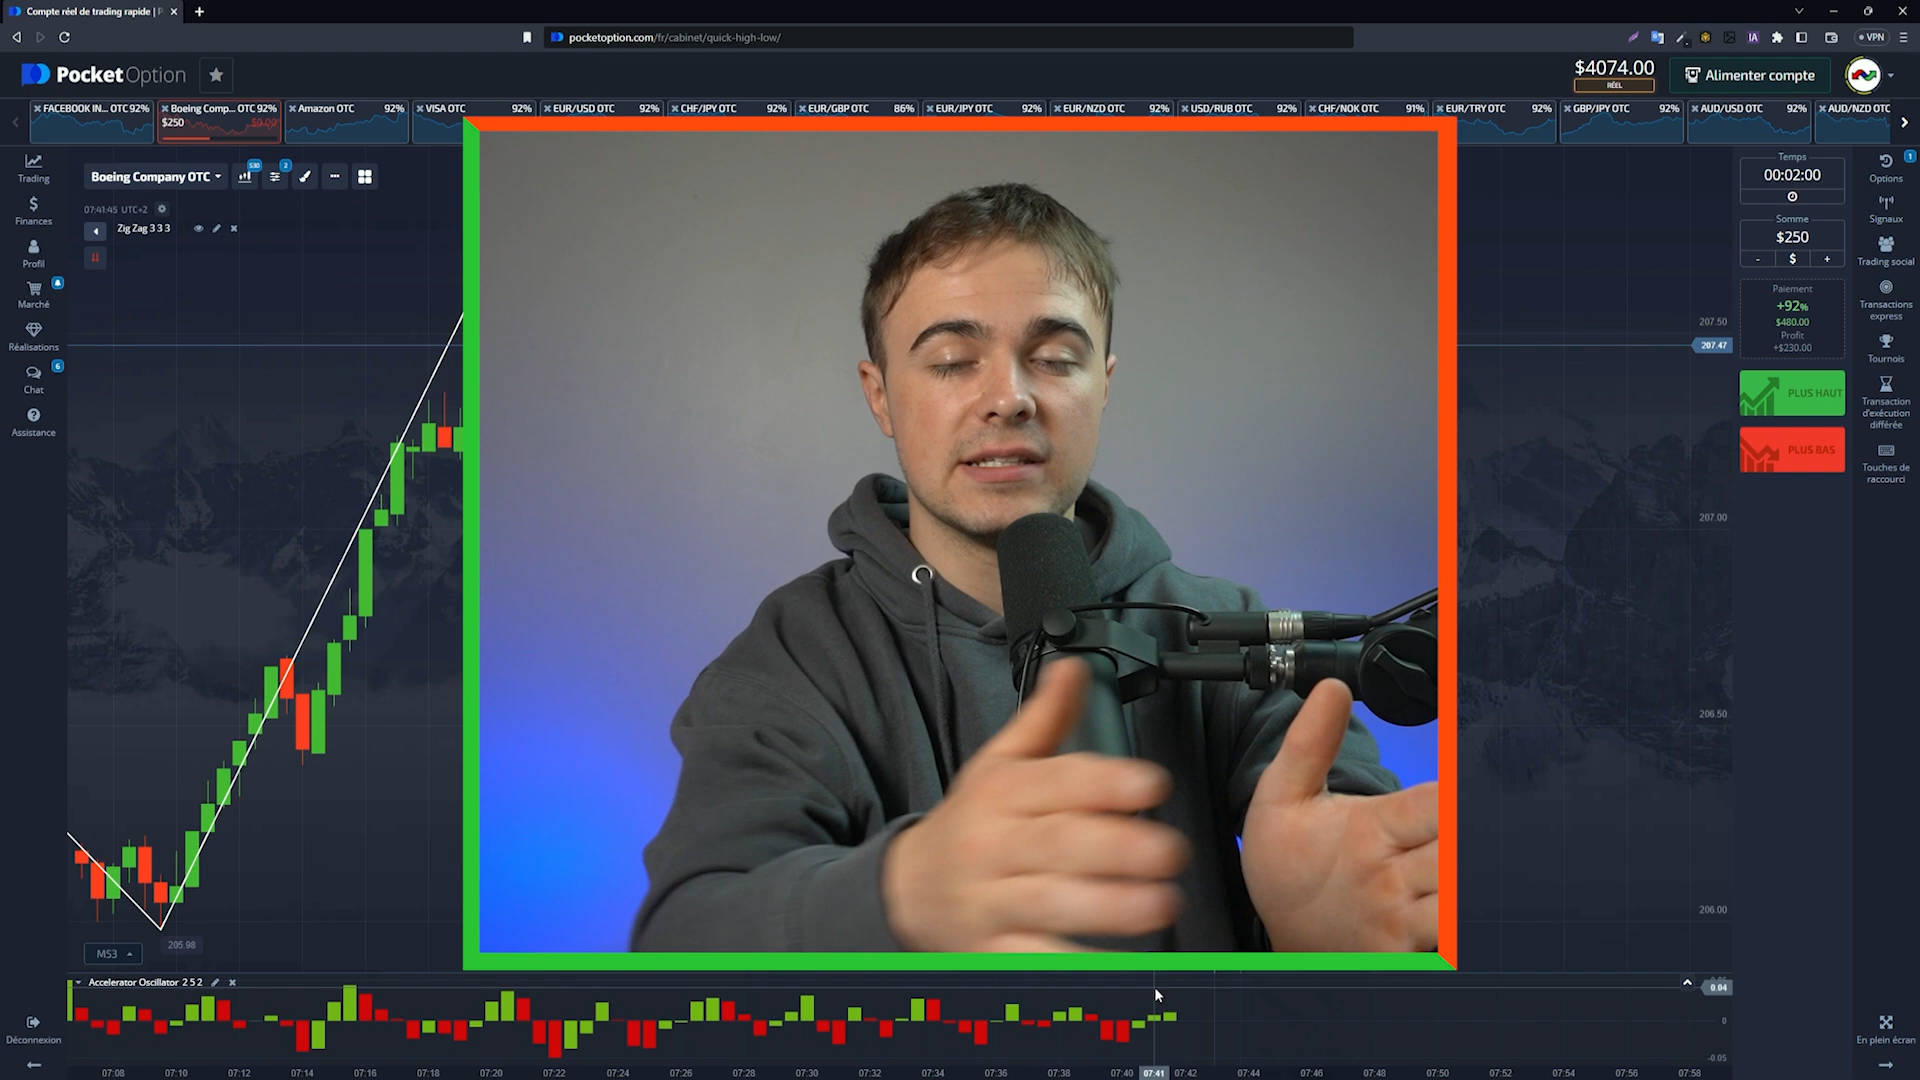 Compte réel de trading rapide | P
pocketoption.com/fr/cabinet/quick-high-low/
IA
VPN
PocketOption
$4074.00
RÉEL
Alimenter compte
FACEBOOK IN... OTC 92%
Boeing Comp... OTC 92%
$250
$0.00
Amazon OTC 92%
VISA OTC 92%
EUR/USD OTC 92%
CHF/JPY OTC 92%
EUR/GBP OTC 86%
EUR/JPY OTC 92%
EUR/NZD OTC 92%
USD/RUB OTC 92%
CHF/NOK OTC 91%
EUR/TRY OTC 92%
GBP/JPY OTC 92%
AUD/USD OTC 92%
AUD/NZD OTC
Trading
Finances
Profil
Marché
Réalisations
6
Chat
Assistance
Déconnexion
Boeing Company OTC
S30
2
07:41:45 UTC+2
Zig Zag 3 3 3
207.50
207.47
207.00
206.50
206.00
205.98
M53
Temps
00:02:00
Somme
$250
- $ +
Paiement
+92%
$480.00
Profit
+$230.00
PLUS HAUT
PLUS BAS
1
Options
Signaux
Trading social
Transactions
express
Tournois
Transaction
d'exécution
différée
Touches de
raccourci
En plein écran
Accelerator Oscillator 2 5 2
0.04
0
-0.05
07:08 07:10 07:12 07:14 07:16 07:18 07:20 07:22 07:24 07:26 07:28 07:30 07:32 07:34 07:36 07:38 07:40 07:41 07:42 07:44 07:46 07:48 07:50 07:52 07:54 07:56 07:58